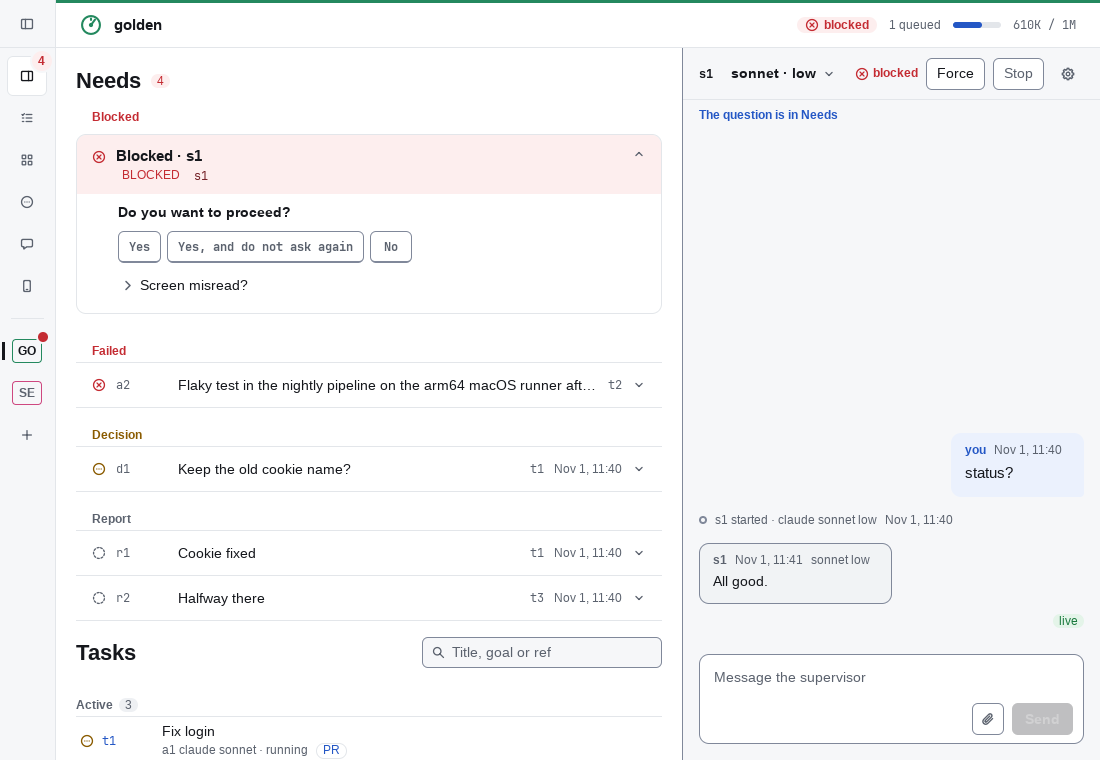 golden
blocked
1 queued
610K / 1M
4
GO
SE
Needs 4
Blocked
Blocked · s1
BLOCKED s1
Do you want to proceed?
Yes
Yes, and do not ask again
No
Screen misread?
Failed
a2 Flaky test in the nightly pipeline on the arm64 macOS runner aft… t2
Decision
d1 Keep the old cookie name? t1 Nov 1, 11:40
Report
r1 Cookie fixed t1 Nov 1, 11:40
r2 Halfway there t3 Nov 1, 11:40
Tasks
Title, goal or ref
Active 3
t1 Fix login
a1 claude sonnet · running PR
s1 sonnet · low
blocked
Force
Stop
The question is in Needs
you Nov 1, 11:40
status?
s1 started · claude sonnet low Nov 1, 11:40
s1 Nov 1, 11:41 sonnet low
All good.
live
Message the supervisor
Send